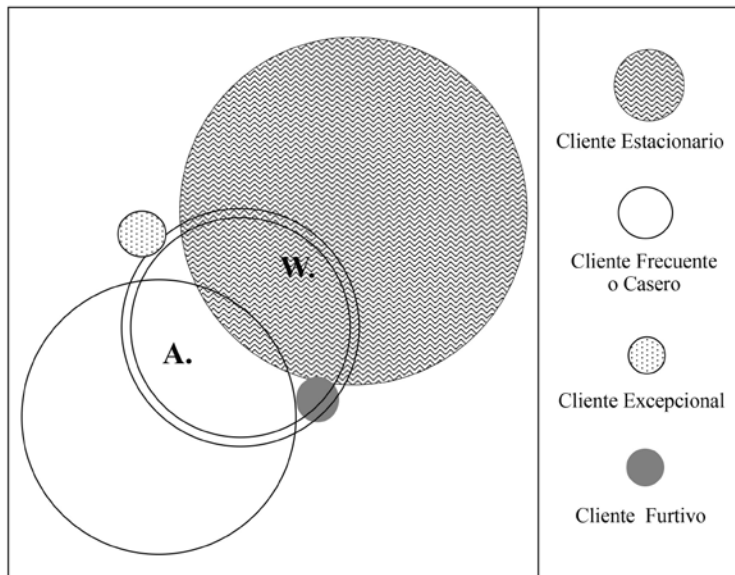 W.
A.
Cliente Estacionario
Cliente Frecuente
o Casero
Cliente Excepcional
Cliente Furtivo